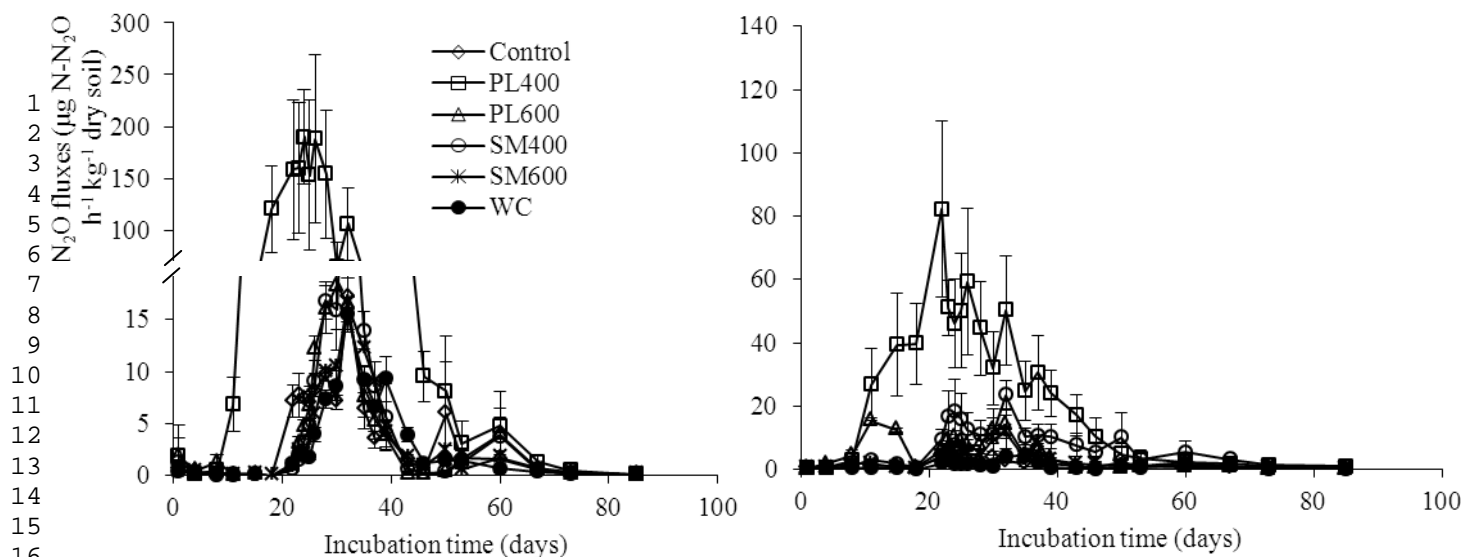 300
250
200
150
100
15
10
5
0
N₂O fluxes (µg N-N₂O
h⁻¹ kg⁻¹ dry soil)
1
2
3
4
5
6
7
8
9
10
11
12
13
14
15
16
Control
PL400
PL600
SM400
SM600
WC
0 20 40 60 80 100
Incubation time (days)
140
120
100
80
60
40
20
0
0 20 40 60 80 100
Incubation time (days)